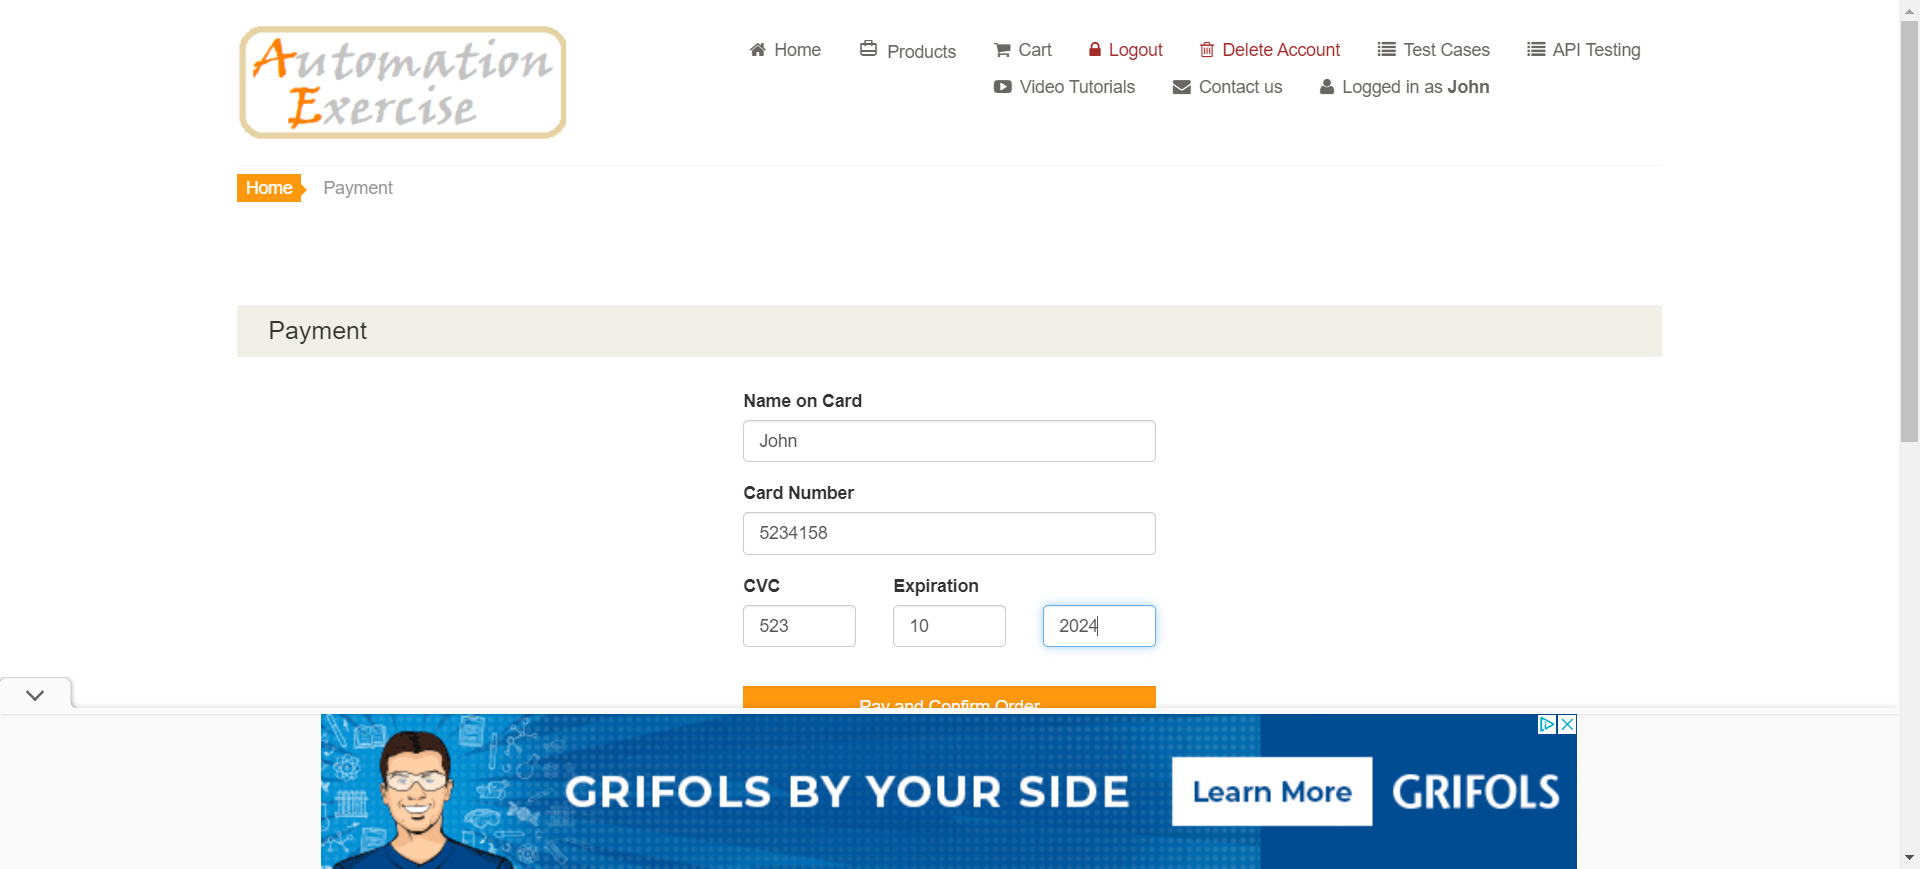 Automation
Exercise
Home
Products
Cart
Logout
Delete Account
Test Cases
API Testing
Video Tutorials
Contact us
Logged in as John
Home
Payment
Payment
Name on Card
John
Card Number
5234158
CVC
Expiration
523
10
2024
Pay and Confirm Order
GRIFOLS BY YOUR SIDE
Learn More
GRIFOLS